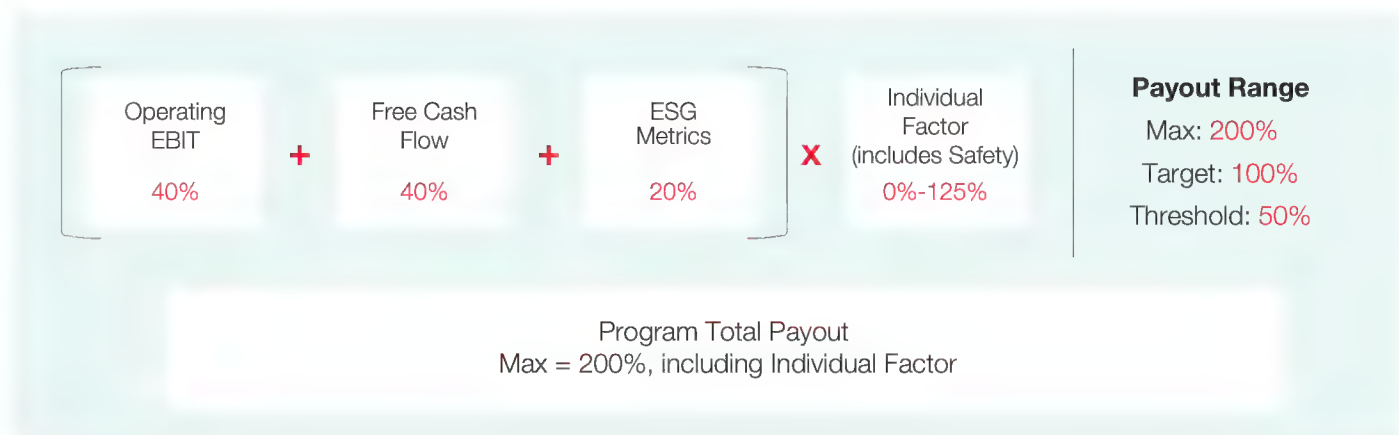 Operating
EBIT
40%
+
Free Cash
Flow
40%
+
ESG
Metrics
20%
x
Individual
Factor
(includes Safety)
0%-125%
Payout Range
Max: 200%
Target: 100%
Threshold: 50%
Program Total Payout
Max = 200%, including Individual Factor